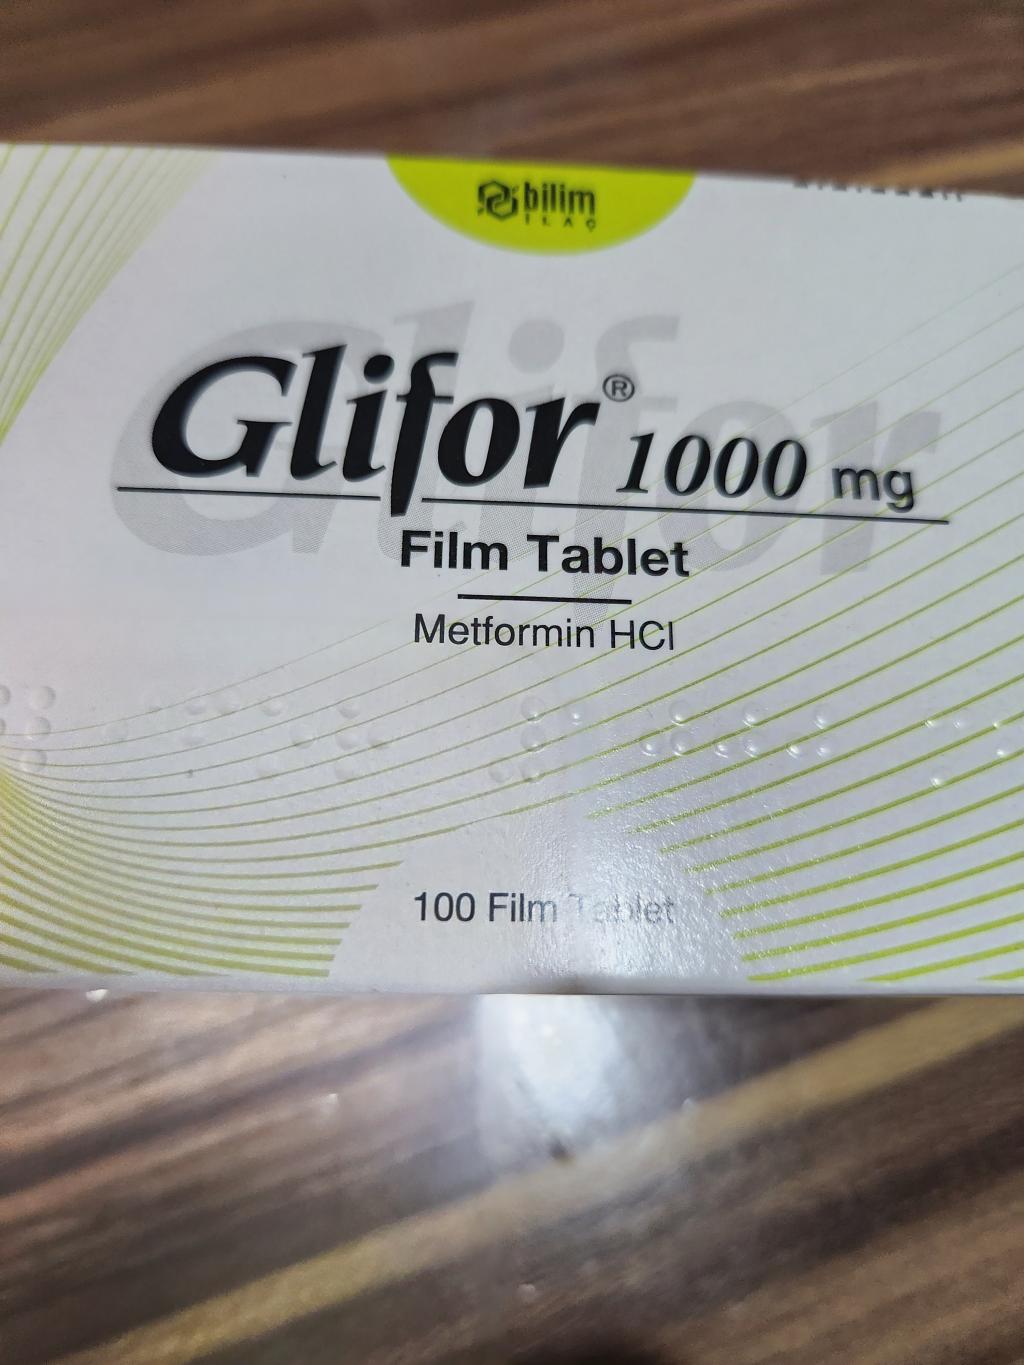 bilim
İLAÇ
Glifor® 1000 mg
Film Tablet
Metformin HCl
100 Film Tablet